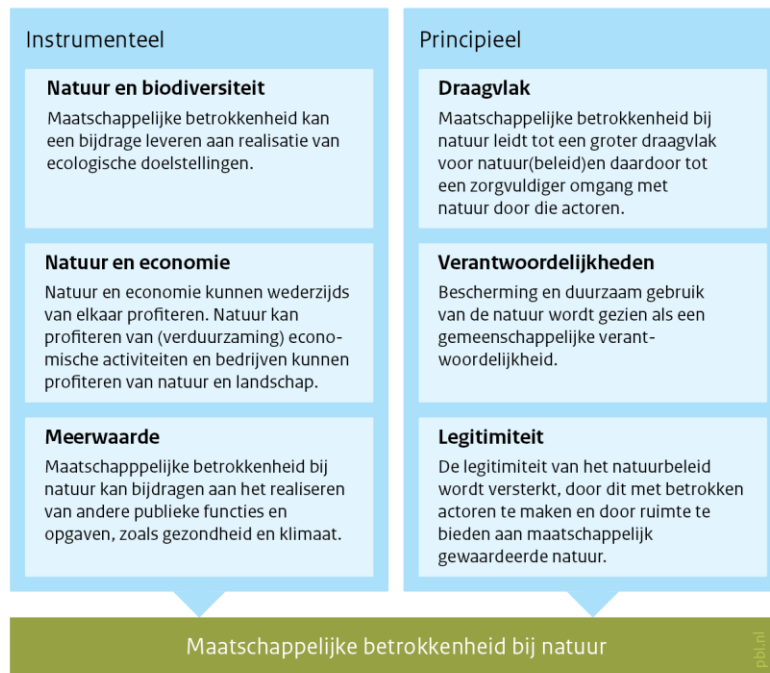 Instrumenteel
Natuur en biodiversiteit
Maatschappelijke betrokkenheid kan
een bijdrage leveren aan realisatie van
ecologische doelstellingen.
Natuur en economie
Natuur en economie kunnen wederzijds
van elkaar profiteren. Natuur kan
profiteren van (verduurzaming) econo-
mische activiteiten en bedrijven kunnen
profiteren van natuur en landschap.
Meerwaarde
Maatschapppelijke betrokkenheid bij
natuur kan bijdragen aan het realiseren
van andere publieke functies en
opgaven, zoals gezondheid en klimaat.
Principieel
Draagvlak
Maatschappelijke betrokkenheid bij
natuur leidt tot een groter draagvlak
voor natuur(beleid)en daardoor tot
een zorgvuldiger omgang met
natuur door die actoren.
Verantwoordelijkheden
Bescherming en duurzaam gebruik
van de natuur wordt gezien als een
gemeenschappelijke verant-
woordelijkheid.
Legitimiteit
De legitimiteit van het natuurbeleid
wordt versterkt, door dit met betrokken
actoren te maken en door ruimte te
bieden aan maatschappelijk
gewaardeerde natuur.
Maatschappelijke betrokkenheid bij natuur
pbl.nl